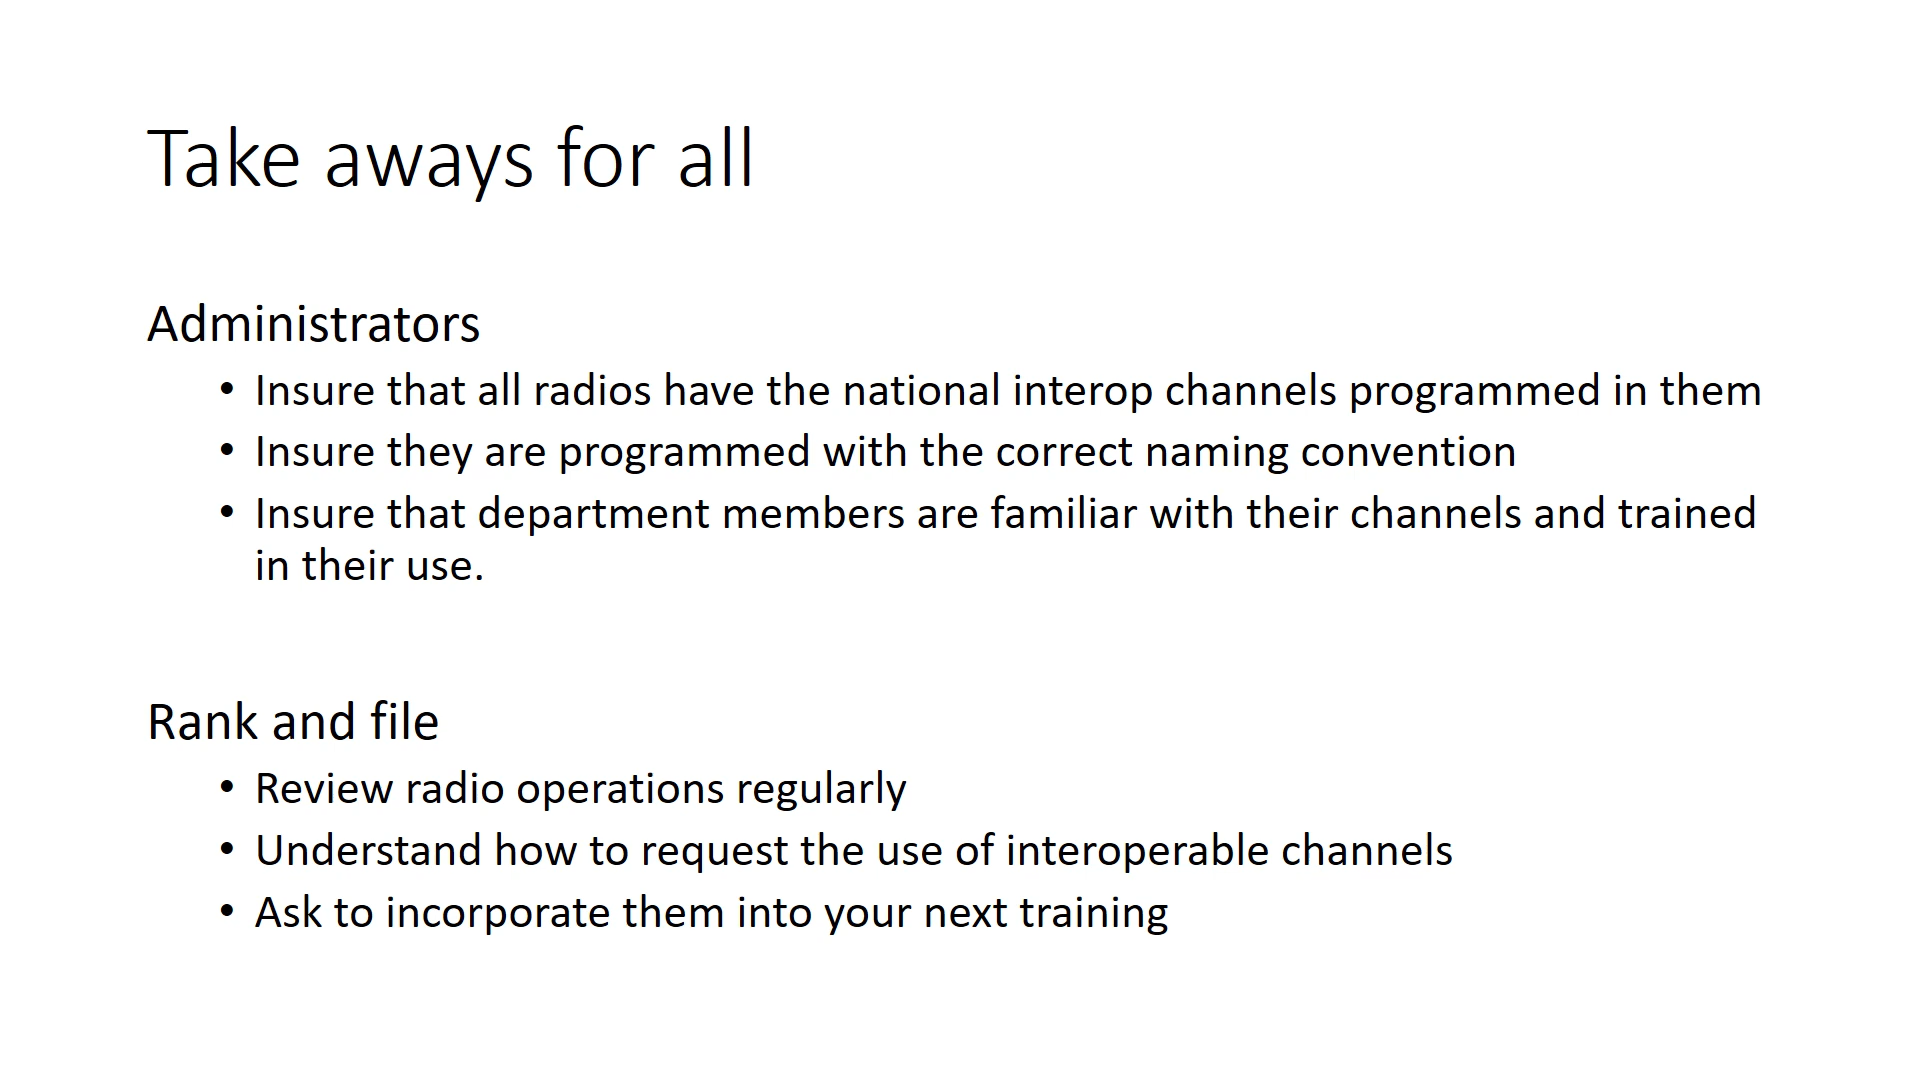 Take aways for all
Administrators
• Insure that all radios have the national interop channels programmed in them
• Insure they are programmed with the correct naming convention
• Insure that department members are familiar with their channels and trained
in their use.
Rank and file
• Review radio operations regularly
• Understand how to request the use of interoperable channels
• Ask to incorporate them into your next training